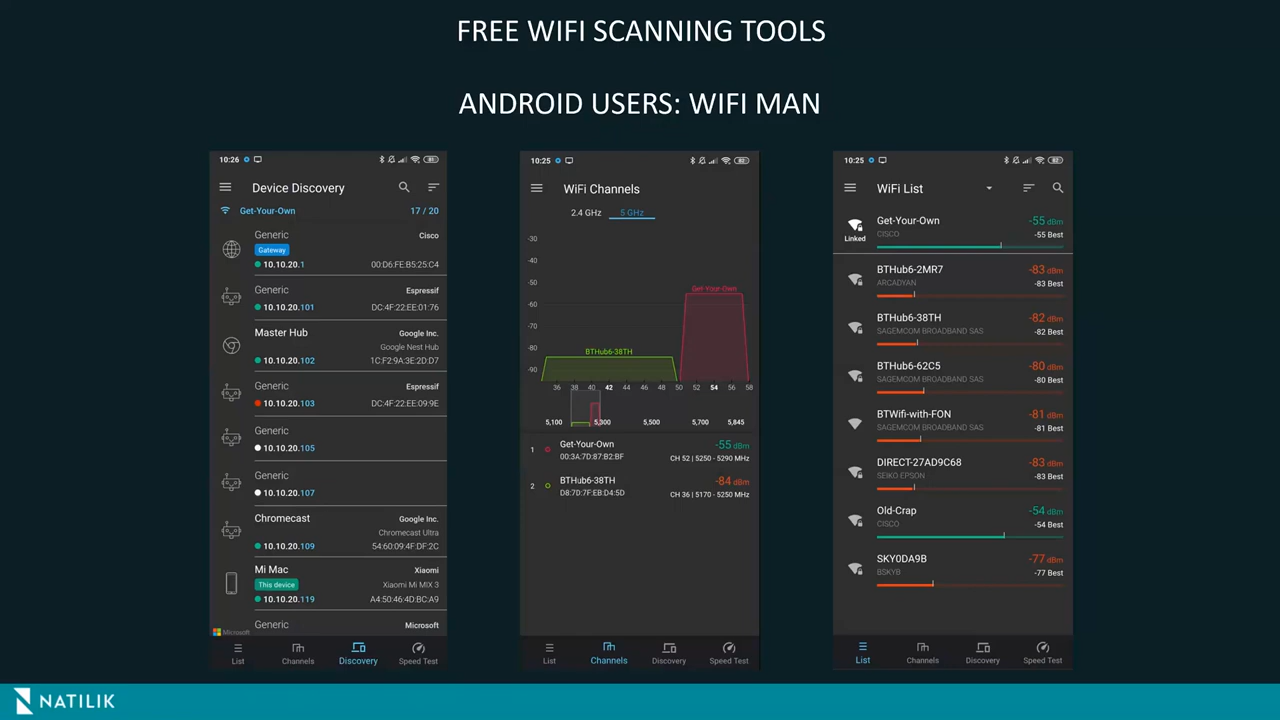 FREE WIFI SCANNING TOOLS
ANDROID USERS: WIFI MAN
10:26
81
Device Discovery
Get-Your-Own 17 / 20
Generic Cisco
Gateway
10.10.20.1 00:D6:FE:B5:25:C4
Generic Espressif
10.10.20.101 DC:4F:22:EE:01:76
Master Hub Google Inc.
Google Nest Hub
10.10.20.102 1C:F2:9A:3E:2D:D7
Generic Espressif
10.10.20.103 DC:4F:22:EE:09:9E
Generic
10.10.20.105
Generic
10.10.20.107
Chromecast Google Inc.
Chromecast Ultra
10.10.20.109 54:60:09:4F:DF:2C
Mi Mac Xiaomi
This device Xiaomi Mi MIX 3
10.10.20.119 A4:50:46:4D:BC:A9
Generic Microsoft
Microsoft
List Channels Discovery Speed Test
10:25
82
WiFi Channels
2.4 GHz 5 GHz
-30
-40
-50
Get-Your-Own
-60
-70
-80
BTHub6-38TH
-90
36 38 40 42 44 46 48 50 52 54 56 58
5,100 5,300 5,500 5,700 5,845
1 Get-Your-Own -55 dBm
00:3A:7D:87:B2:BF CH 52 | 5250 - 5290 MHz
2 BTHub6-38TH -84 dBm
D8:7D:7F:EB:D4:5D CH 36 | 5170 - 5250 MHz
List Channels Discovery Speed Test
10:25
82
WiFi List
Get-Your-Own -55 dBm
Linked CISCO -55 Best
BTHub6-2MR7 -83 dBm
ARCADYAN -83 Best
BTHub6-38TH -82 dBm
SAGEMCOM BROADBAND SAS -82 Best
BTHub6-62C5 -80 dBm
SAGEMCOM BROADBAND SAS -80 Best
BTWifi-with-FON -81 dBm
SAGEMCOM BROADBAND SAS -81 Best
DIRECT-27AD9C68 -83 dBm
SEIKO EPSON -83 Best
Old-Crap -54 dBm
CISCO -54 Best
SKY0DA9B -77 dBm
BSKYB -77 Best
List Channels Discovery Speed Test
NATILIK